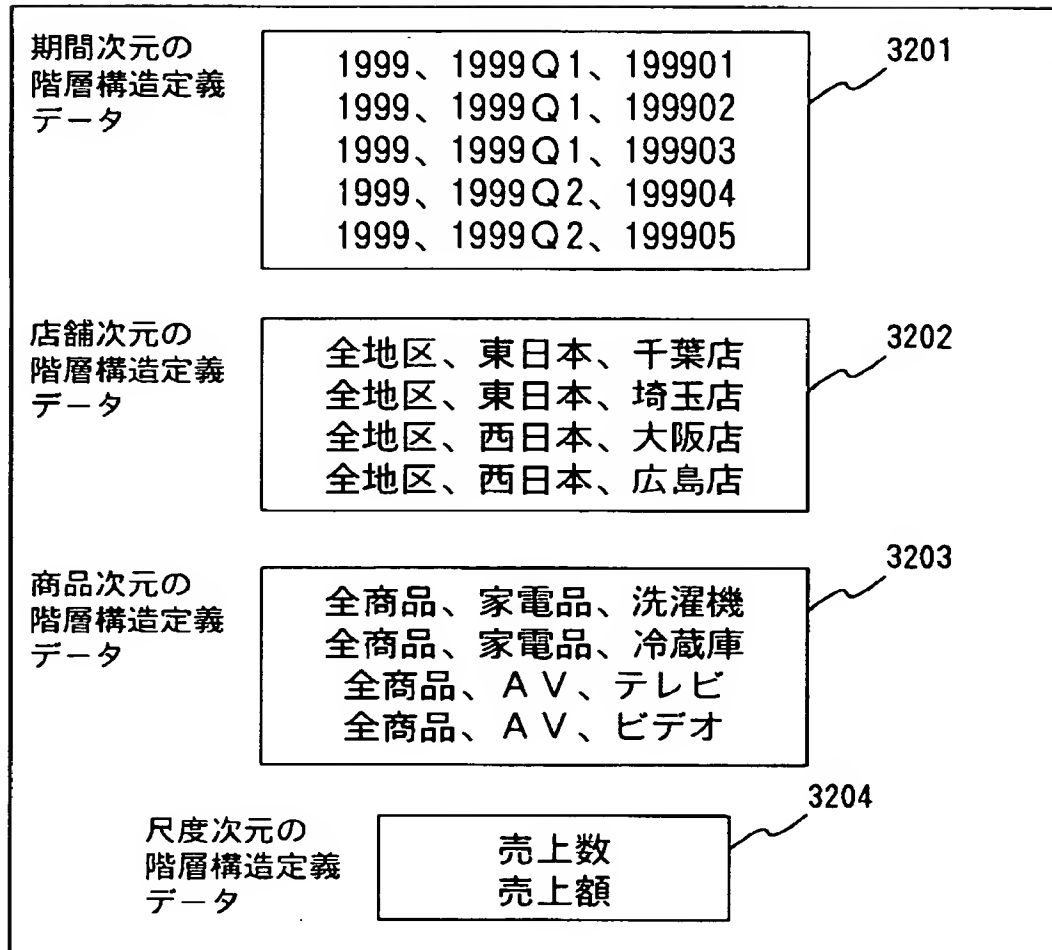 期間次元の
階層構造定義
データ
1999、1999Q1、199901
1999、1999Q1、199902
1999、1999Q1、199903
1999、1999Q2、199904
1999、1999Q2、199905
3201
店舗次元の
階層構造定義
データ
全地区、東日本、千葉店
全地区、東日本、埼玉店
全地区、西日本、大阪店
全地区、西日本、広島店
3202
商品次元の
階層構造定義
データ
全商品、家電品、洗濯機
全商品、家電品、冷蔵庫
全商品、AV、テレビ
全商品、AV、ビデオ
3203
尺度次元の
階層構造定義
データ
売上数
売上額
3204